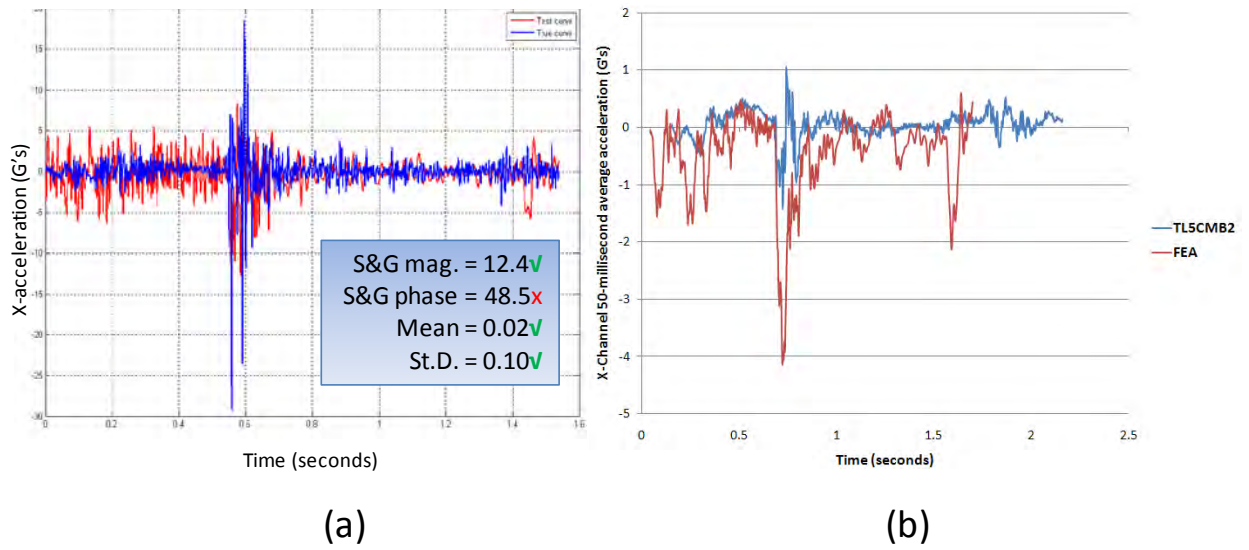 Test curve
True curve
20
15
10
5
0
-5
-10
-15
-20
-25
-30
X-acceleration (G's)
S&G mag. = 12.4√
S&G phase = 48.5x
Mean = 0.02√
St.D. = 0.10√
0 0.2 0.4 0.6 0.8 1 1.2 1.4 1.6
Time (seconds)
(a)
2
1
0
-1
-2
-3
-4
-5
X-Channel 50-millisecond average acceleration (G's)
0 0.5 1 1.5 2 2.5
Time (seconds)
TL5CMB2
FEA
(b)